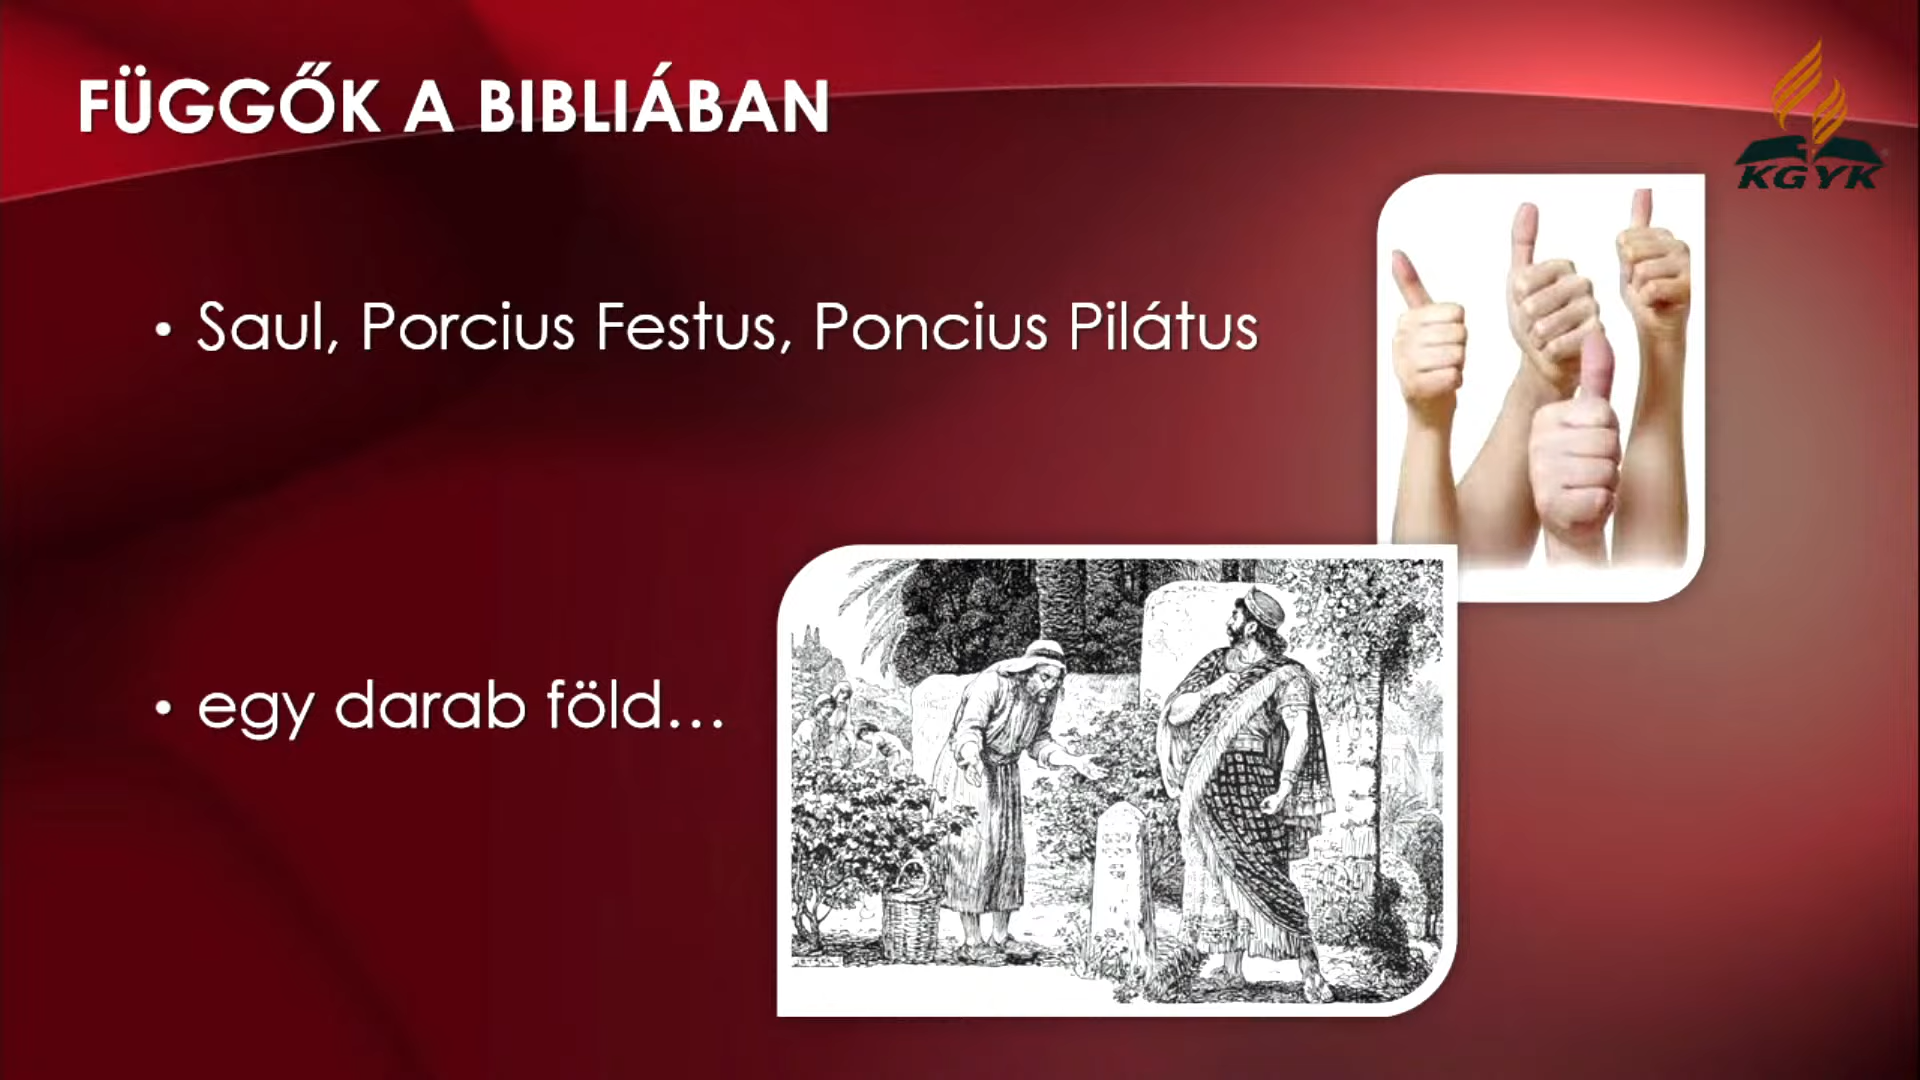 FÜGGŐK A BIBLIÁBAN
KGYK
• Saul, Porcius Festus, Poncius Pilátus
• egy darab föld…